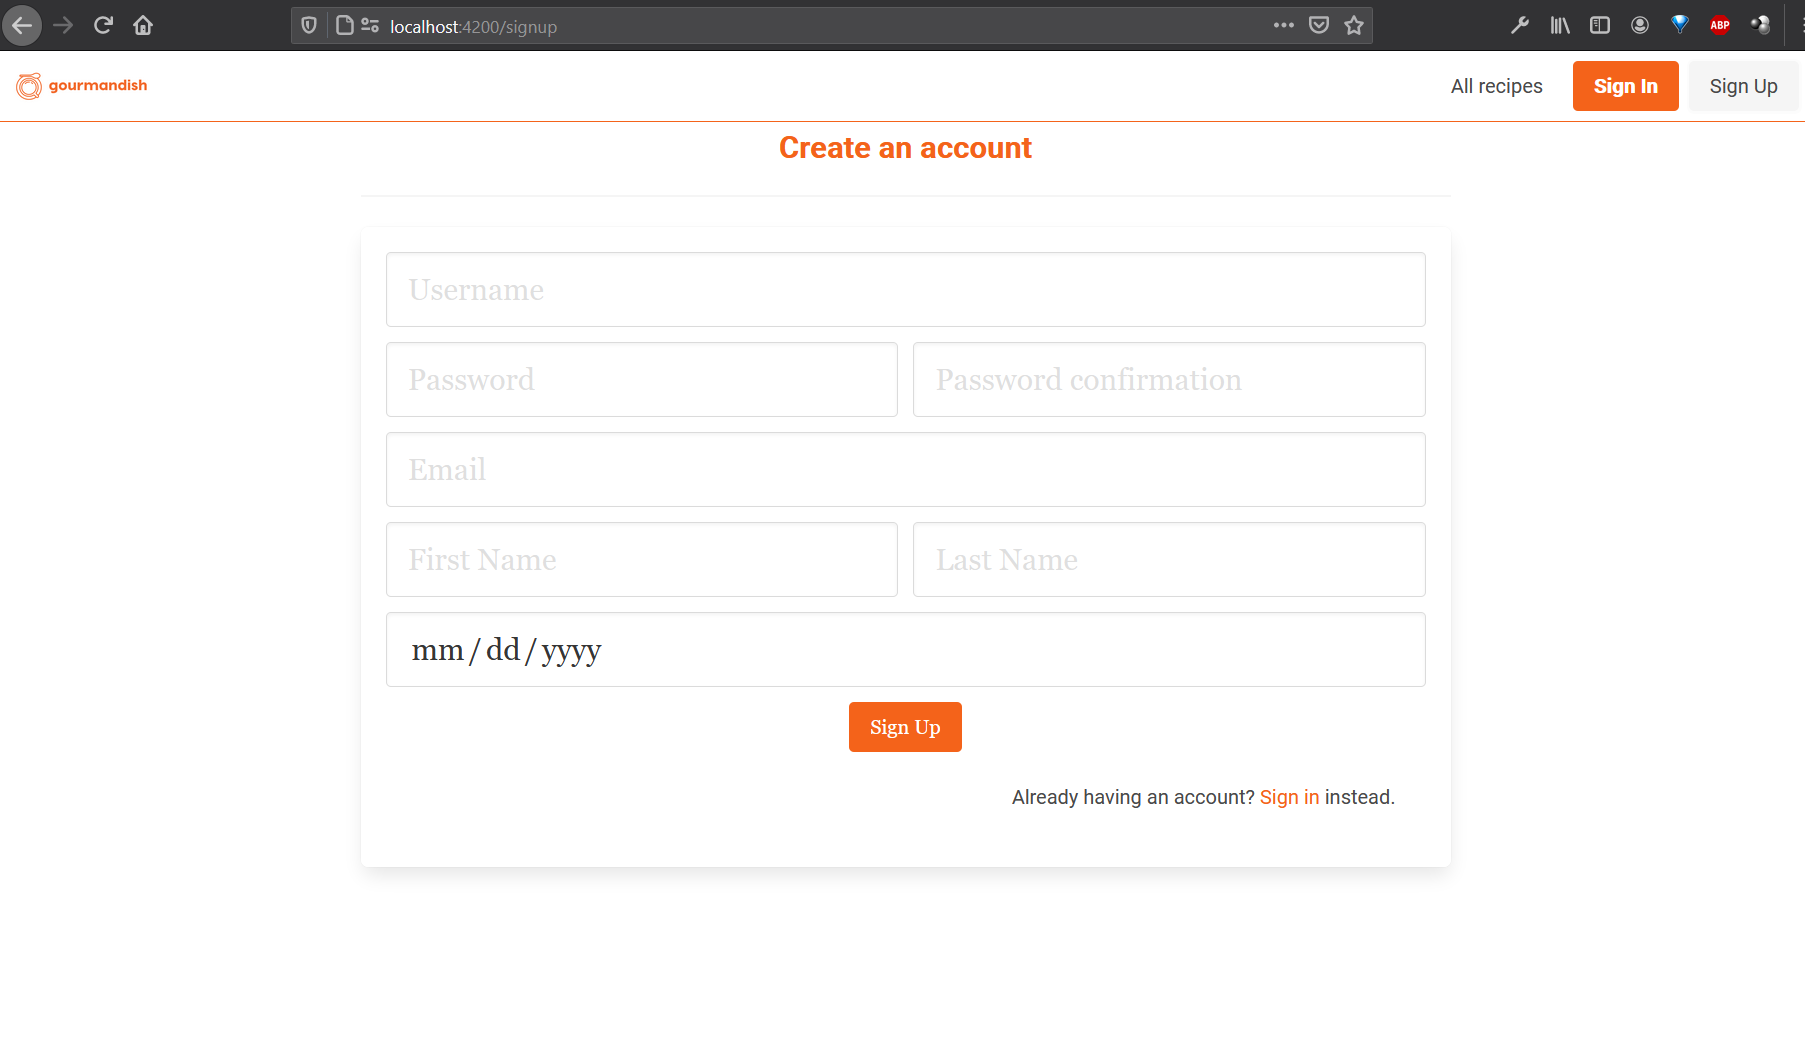 localhost:4200/signup
ABP
gourmandish
All recipes
Sign In
Sign Up
Create an account
Username
Password
Password confirmation
Email
First Name
Last Name
mm/dd/yyyy
Sign Up
Already having an account? Sign in instead.